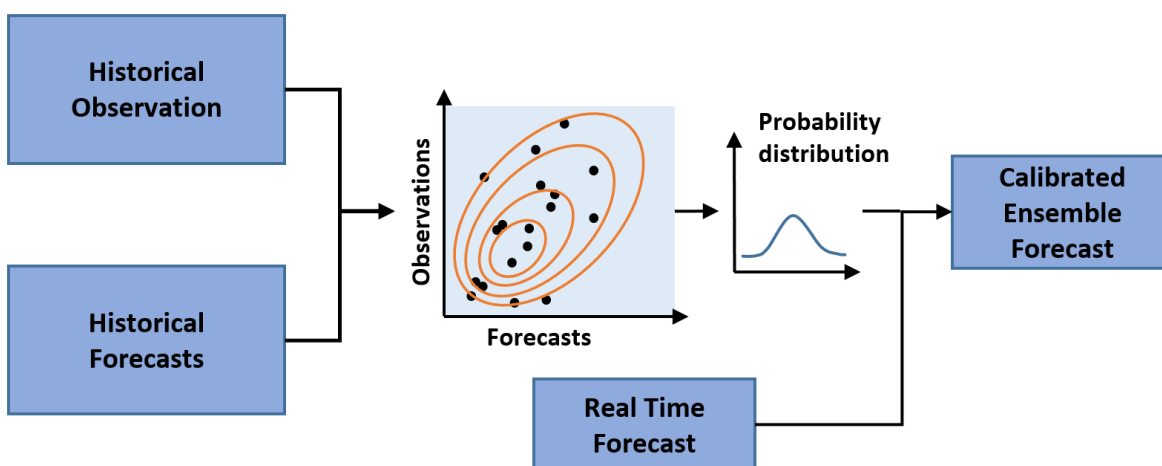 Historical
Observation
Historical
Forecasts
Observations
Forecasts
Probability
distribution
Real Time
Forecast
Calibrated
Ensemble
Forecast